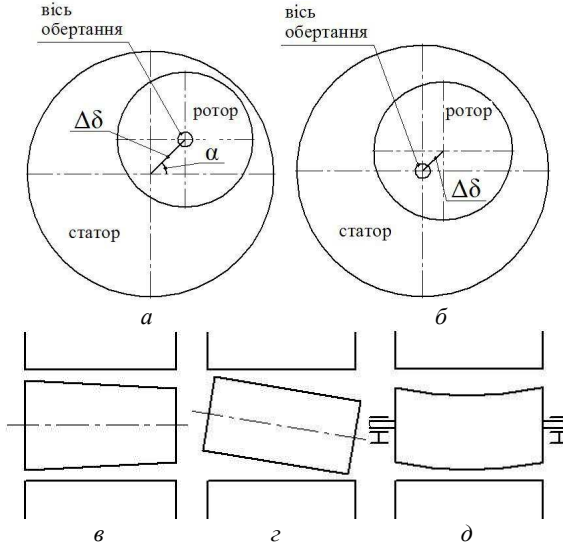 вісь
обертання
ротор
Δδ
α
статор
а
вісь
обертання
ротор
Δδ
статор
б
в
г
д